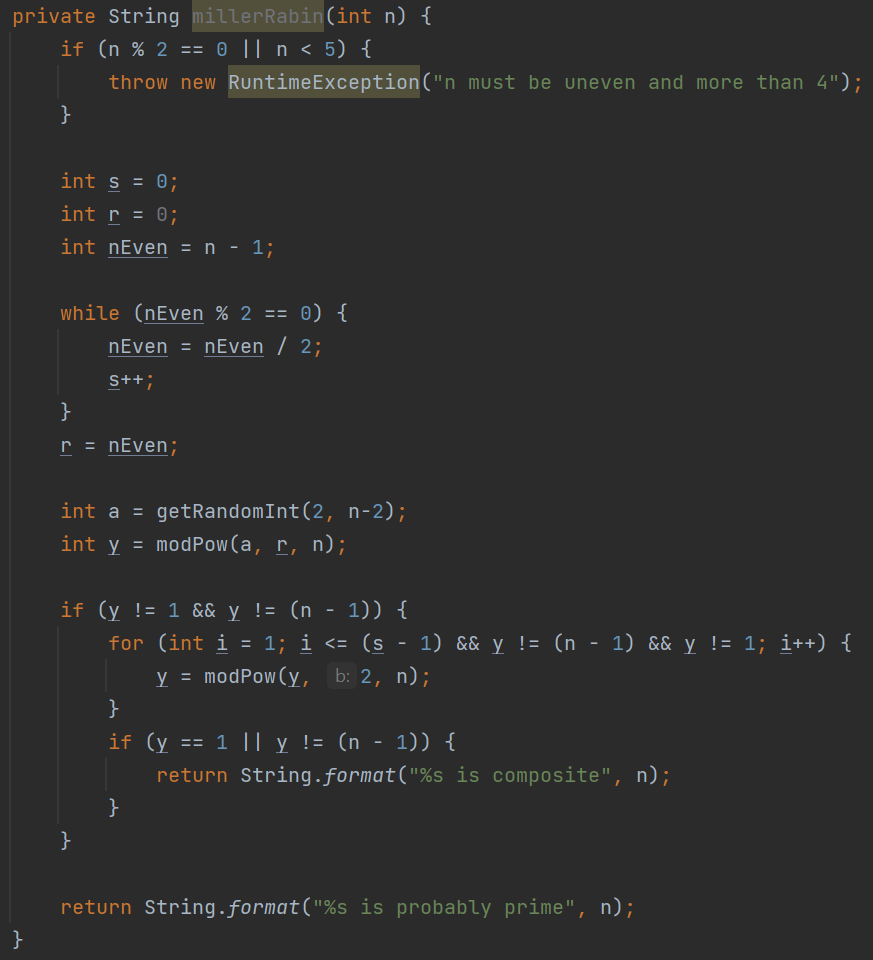 private String millerRabin(int n) {
    if (n % 2 == 0 || n < 5) {
        throw new RuntimeException("n must be uneven and more than 4");
    }

    int s = 0;
    int r = 0;
    int nEven = n - 1;

    while (nEven % 2 == 0) {
        nEven = nEven / 2;
        s++;
    }
    r = nEven;

    int a = getRandomInt(2, n-2);
    int y = modPow(a, r, n);

    if (y != 1 && y != (n - 1)) {
        for (int i = 1; i <= (s - 1) && y != (n - 1) && y != 1; i++) {
            y = modPow(y, b: 2, n);
        }
        if (y == 1 || y != (n - 1)) {
            return String.format("%s is composite", n);
        }
    }

    return String.format("%s is probably prime", n);
}